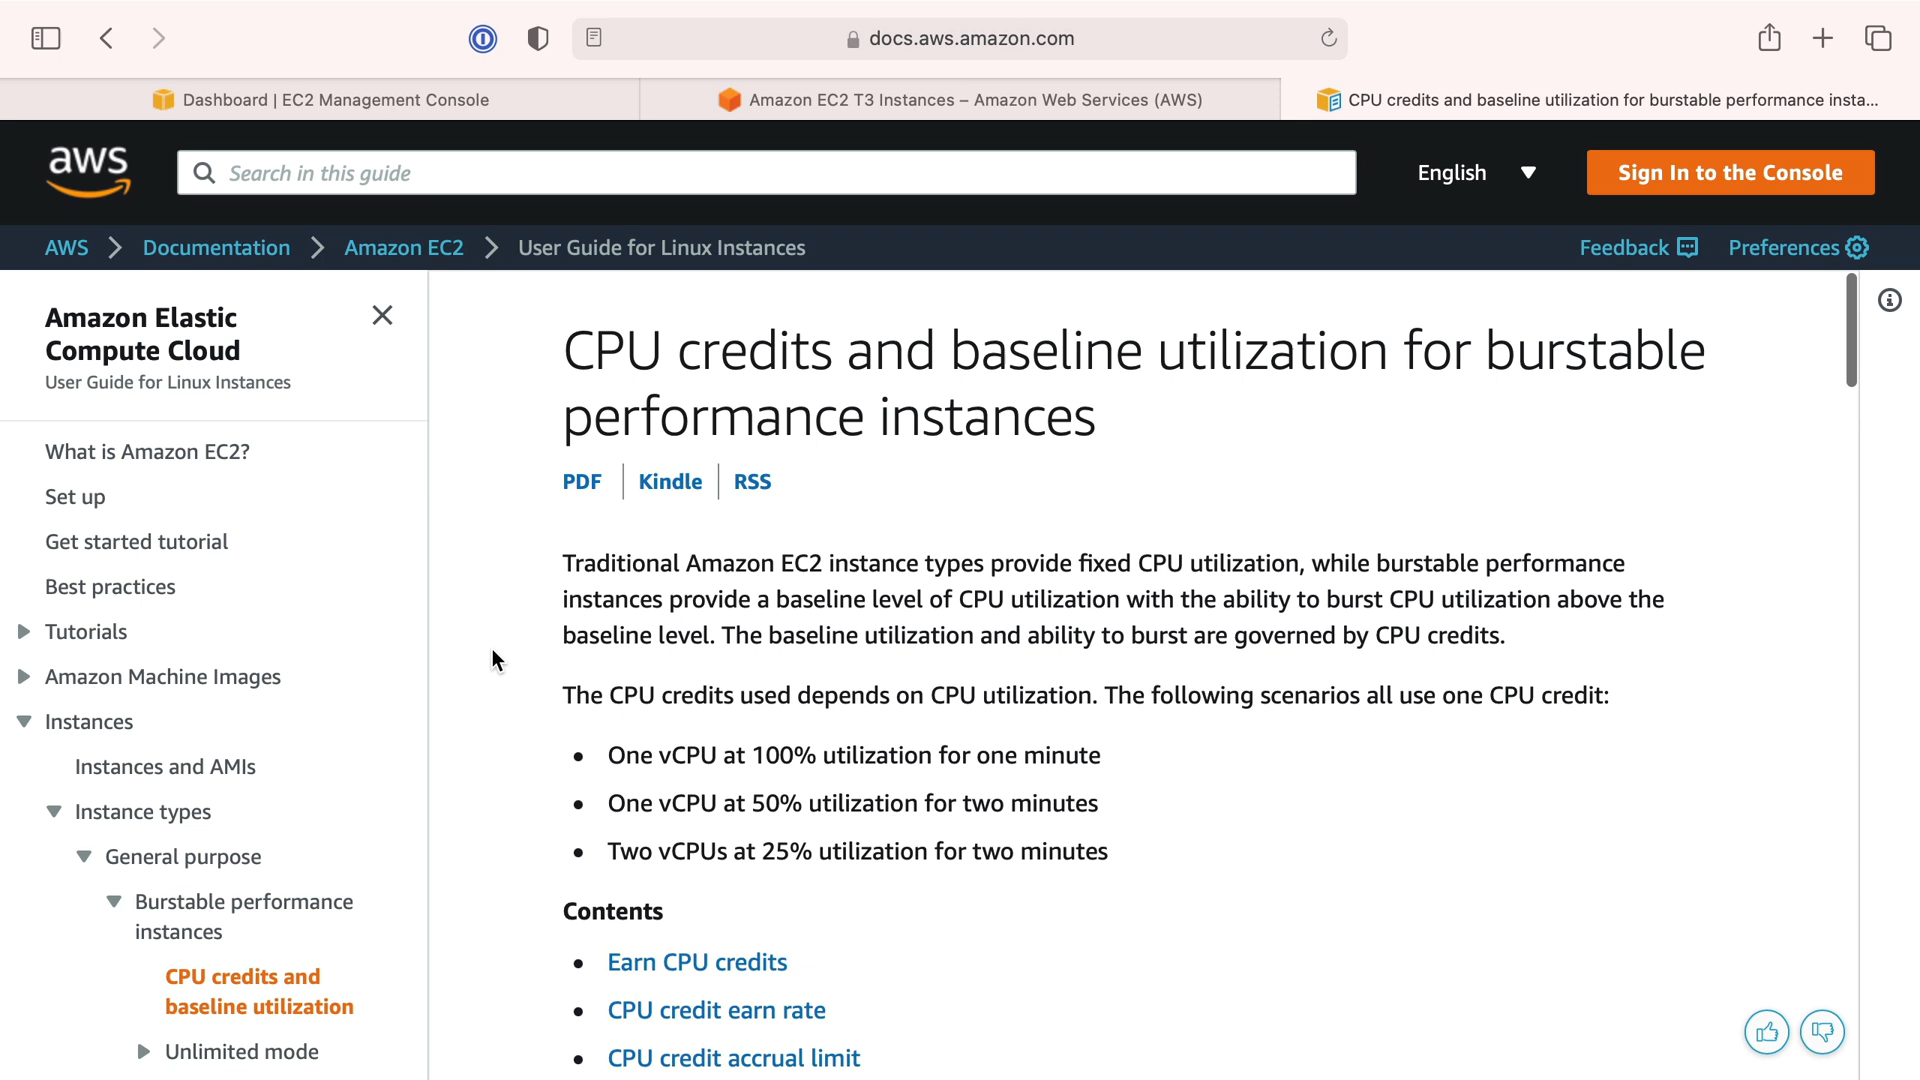 docs.aws.amazon.com
Dashboard | EC2 Management Console
Amazon EC2 T3 Instances – Amazon Web Services (AWS)
CPU credits and baseline utilization for burstable performance insta...
aws
Search in this guide
English
Sign In to the Console
AWS
Documentation
Amazon EC2
User Guide for Linux Instances
Feedback
Preferences
Amazon Elastic
Compute Cloud
User Guide for Linux Instances
What is Amazon EC2?
Set up
Get started tutorial
Best practices
Tutorials
Amazon Machine Images
Instances
Instances and AMIs
Instance types
General purpose
Burstable performance
instances
CPU credits and
baseline utilization
Unlimited mode
CPU credits and baseline utilization for burstable
performance instances
PDF
Kindle
RSS
Traditional Amazon EC2 instance types provide fixed CPU utilization, while burstable performance
instances provide a baseline level of CPU utilization with the ability to burst CPU utilization above the
baseline level. The baseline utilization and ability to burst are governed by CPU credits.
The CPU credits used depends on CPU utilization. The following scenarios all use one CPU credit:
• One vCPU at 100% utilization for one minute
• One vCPU at 50% utilization for two minutes
• Two vCPUs at 25% utilization for two minutes
Contents
• Earn CPU credits
• CPU credit earn rate
• CPU credit accrual limit